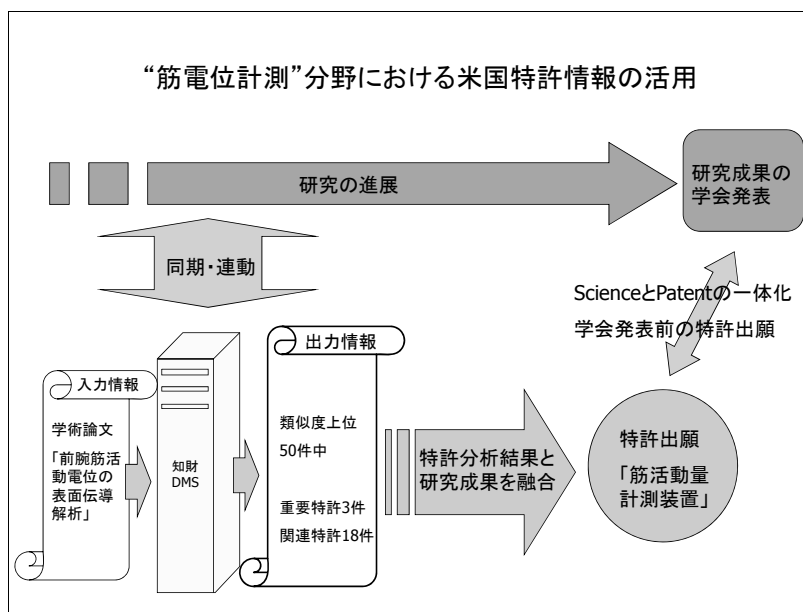 “筋電位計測”分野における米国特許情報の活用
研究の進展
研究成果の
学会発表
同期・連動
ScienceとPatentの一体化
学会発表前の特許出願
入力情報
学術論文
「前腕筋活
動電位の
表面伝導
解析」
知財
DMS
出力情報
類似度上位
50件中
重要特許3件
関連特許18件
特許分析結果と
研究成果を融合
特許出願
「筋活動量
計測装置」